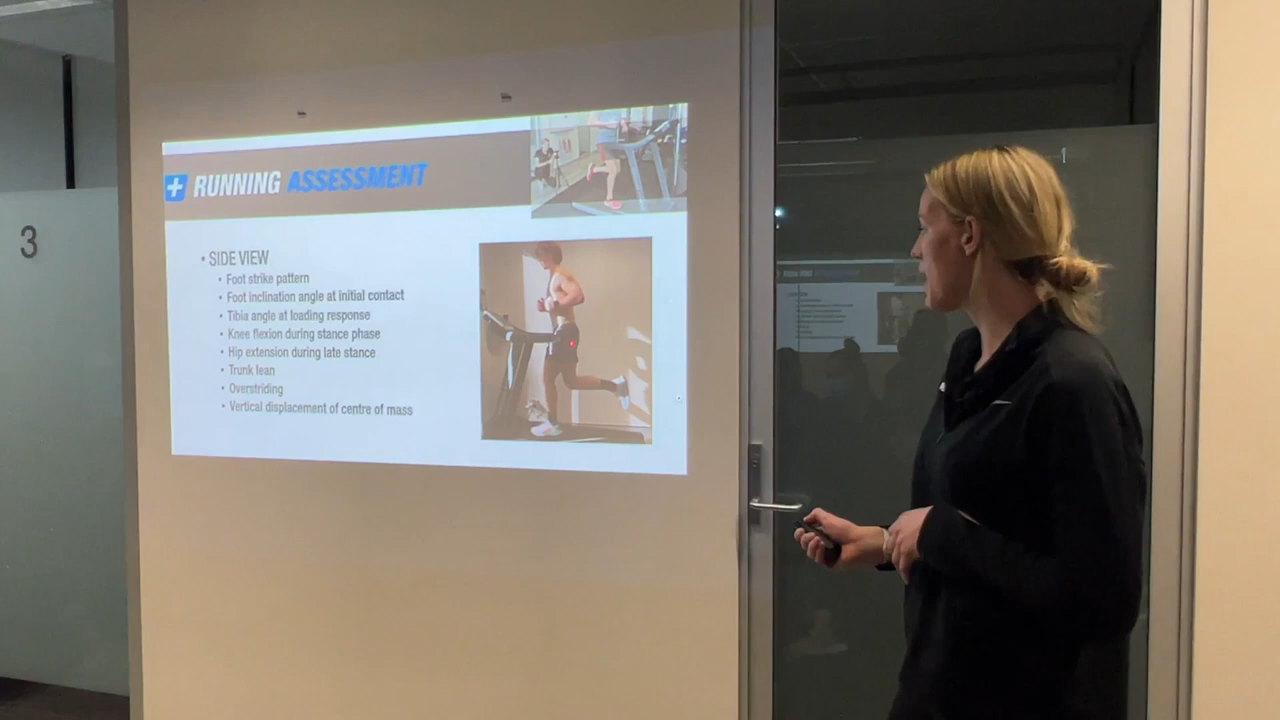 3
RUNNING ASSESSMENT
• SIDE VIEW
• Foot strike pattern
• Foot inclination angle at initial contact
• Tibia angle at loading response
• Knee flexion during stance phase
• Hip extension during late stance
• Trunk lean
• Overstriding
• Vertical displacement of centre of mass